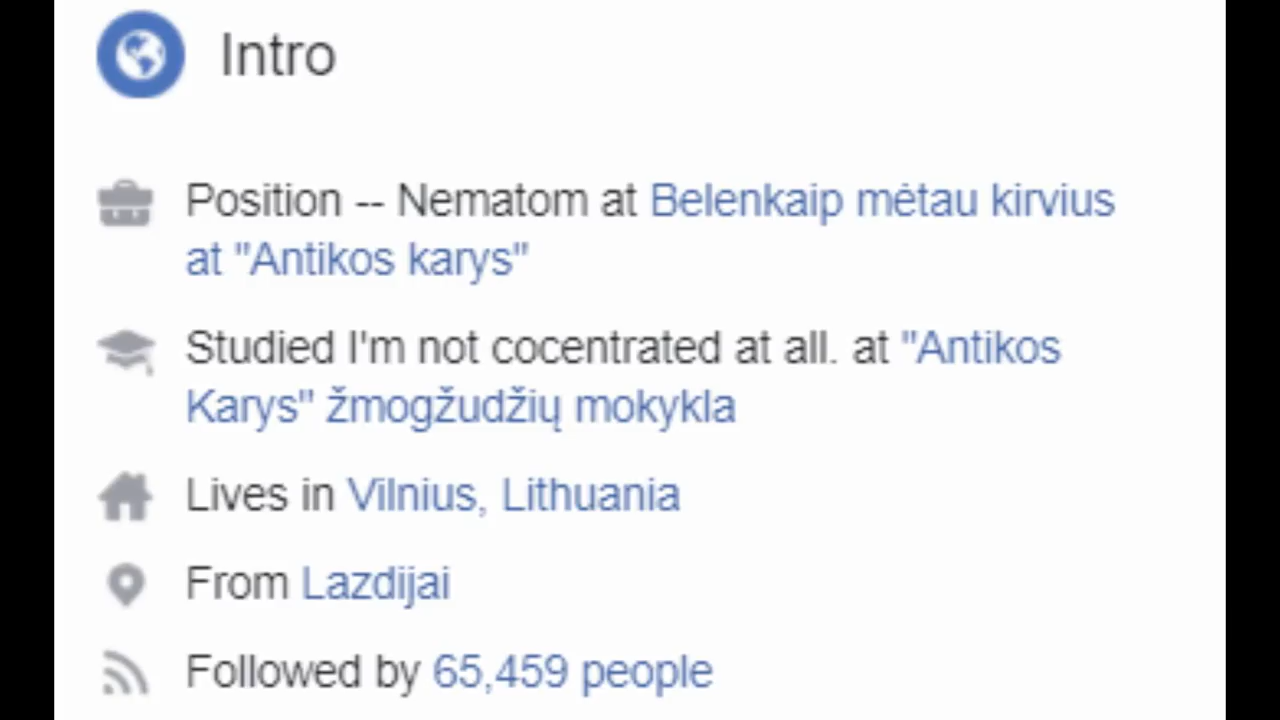 Intro
Position -- Nematom at Belenkaip mėtau kirvius
at "Antikos karys"
Studied I'm not cocentrated at all. at "Antikos
Karys" žmogžudžių mokykla
Lives in Vilnius, Lithuania
From Lazdijai
Followed by 65,459 people